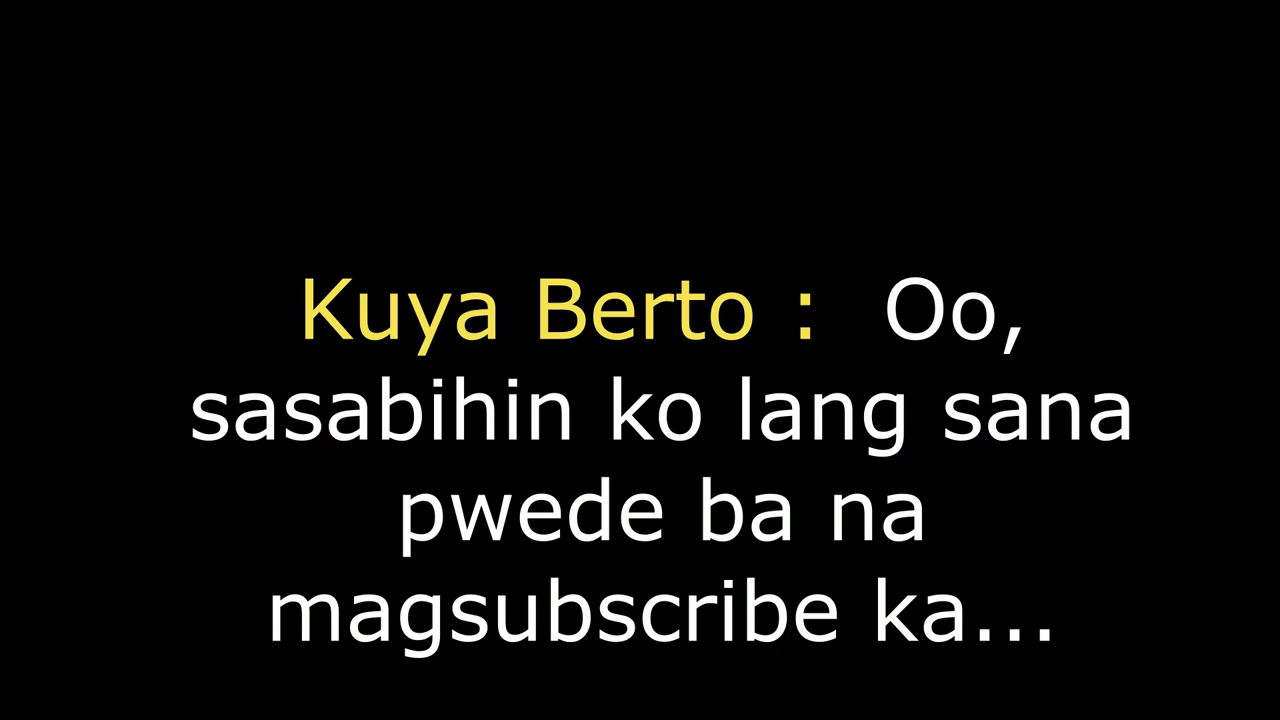 Kuya Berto :  Oo,
sasabihin ko lang sana
pwede ba na
magsubscribe ka...